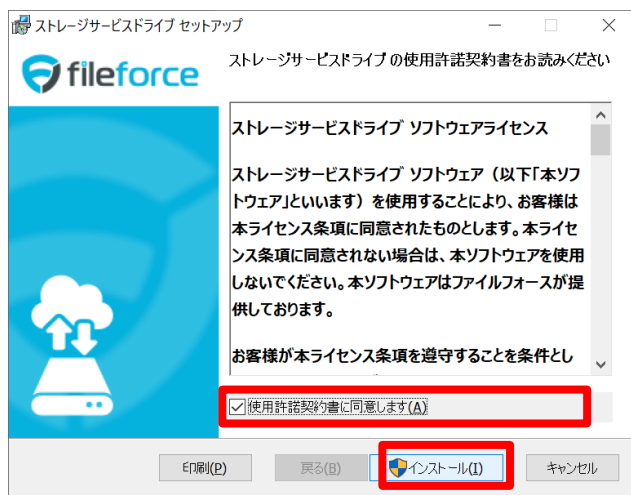 ストレージサービスドライブ セットアップ
fileforce
ストレージサービスドライブ の使用許諾契約書をお読みください
ストレージサービスドライブ ソフトウェアライセンス
ストレージサービスドライブ ソフトウェア（以下「本ソフ
トウェア」といいます）を使用することにより、お客様は
本ライセンス条項に同意されたものとします。本ライセ
ンス条項に同意されない場合は、本ソフトウェアを使用
しないでください。本ソフトウェアはファイルフォースが提
供しております。
お客様が本ライセンス条項を遵守することを条件とし
使用許諾契約書に同意します(A)
印刷(P) 戻る(B) インストール(I) キャンセル